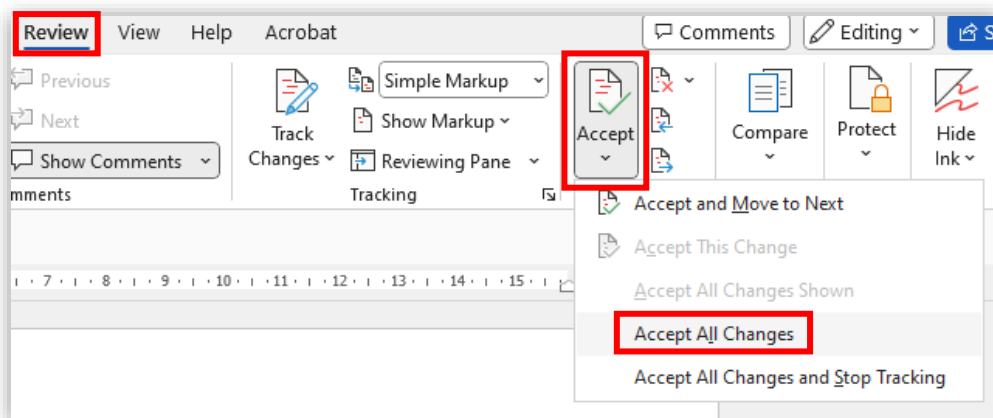 Review View Help Acrobat Comments Editing
Previous
Next
Show Comments
mments
Track
Changes
Simple Markup
Show Markup
Reviewing Pane
Tracking
Accept
Compare
Protect
Hide
Ink
Accept and Move to Next
Accept This Change
Accept All Changes Shown
Accept All Changes
Accept All Changes and Stop Tracking
7 8 9 10 11 12 13 14 15